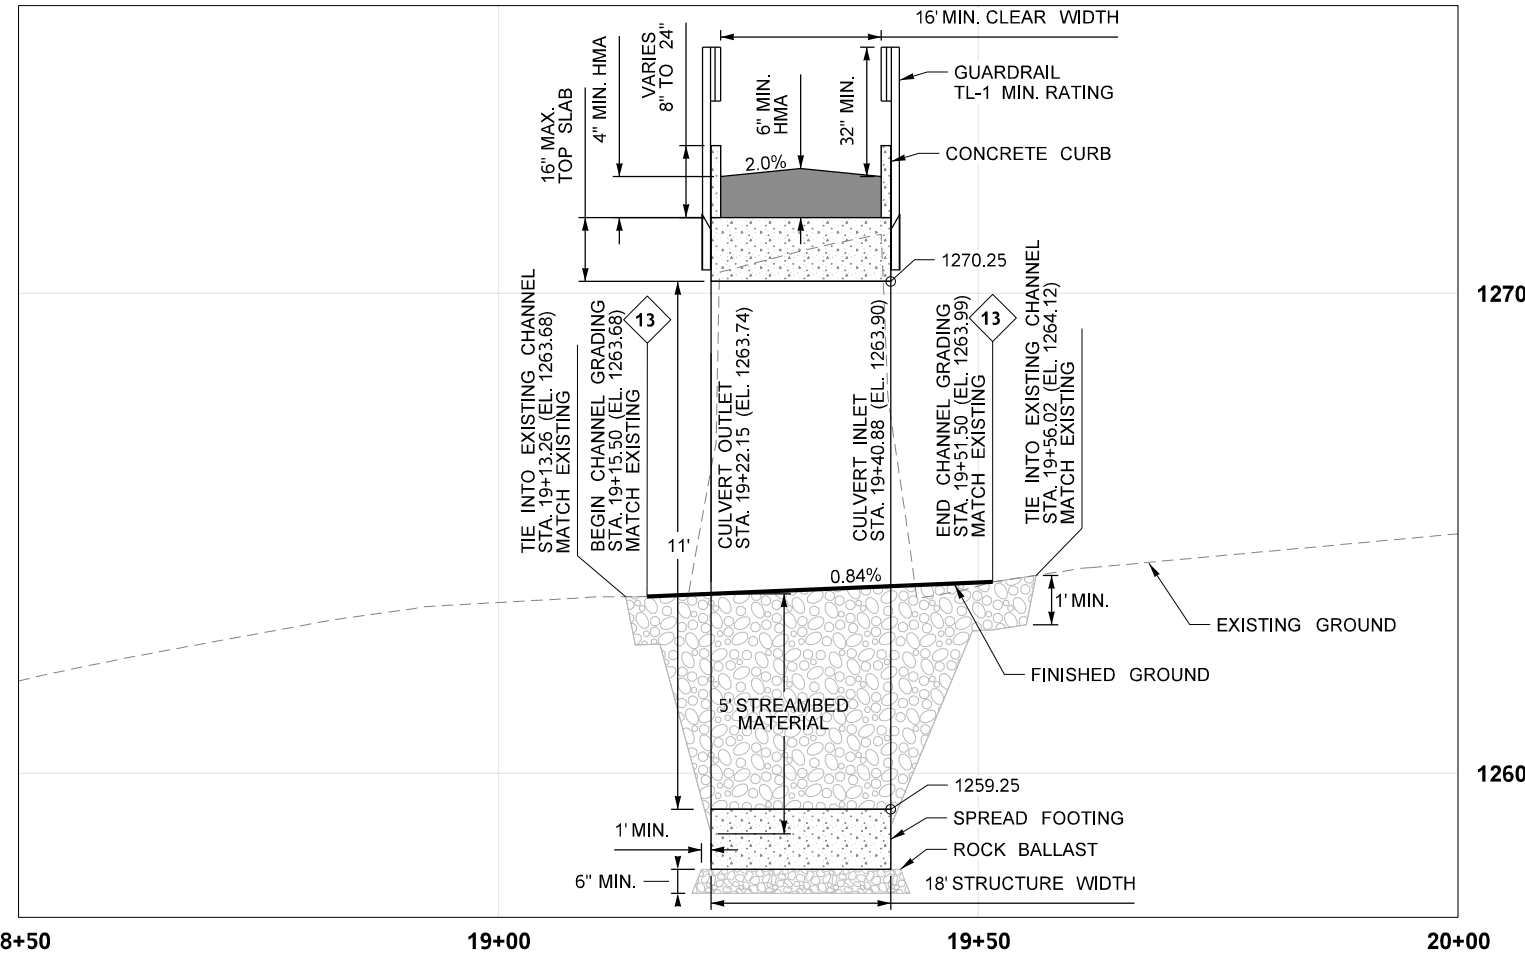 16' MIN. CLEAR WIDTH
VARIES
8" TO 24"
4" MIN. HMA
16" MAX.
TOP SLAB
6" MIN.
HMA
32" MIN.
GUARDRAIL
TL-1 MIN. RATING
CONCRETE CURB
2.0%
1270.25
1270
TIE INTO EXISTING CHANNEL
STA. 19+13.26 (EL. 1263.68)
MATCH EXISTING
BEGIN CHANNEL GRADING
STA. 19+15.50 (EL. 1263.68)
MATCH EXISTING
13
CULVERT OUTLET
STA. 19+22.15 (EL. 1263.74)
CULVERT INLET
STA. 19+40.88 (EL. 1263.90)
END CHANNEL GRADING
STA. 19+51.50 (EL. 1263.99)
MATCH EXISTING
13
TIE INTO EXISTING CHANNEL
STA. 19+56.02 (EL. 1264.12)
MATCH EXISTING
11'
0.84%
1' MIN.
EXISTING GROUND
FINISHED GROUND
5' STREAMBED
MATERIAL
1260
1259.25
SPREAD FOOTING
1' MIN.
ROCK BALLAST
6" MIN.
18' STRUCTURE WIDTH
8+50
19+00
19+50
20+00